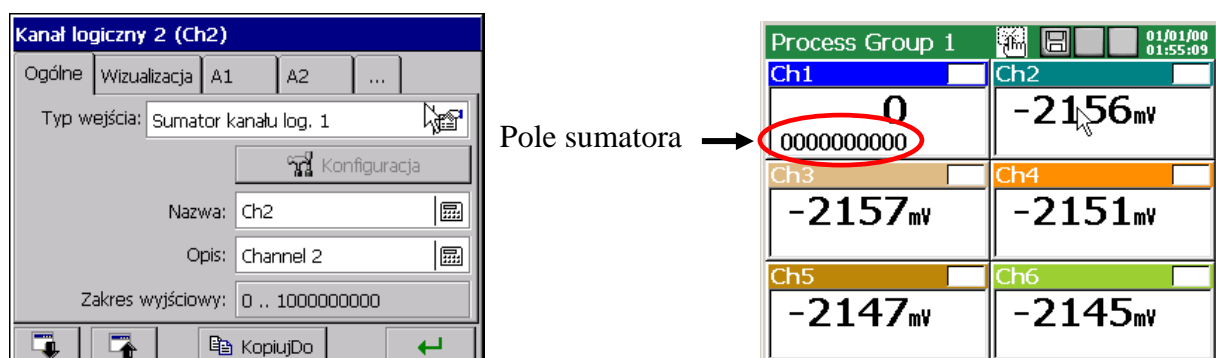 Kanał logiczny 2 (Ch2)
Ogólne Wizualizacja A1 A2 ...
Typ wejścia: Sumator kanału log. 1
Konfiguracja
Nazwa: Ch2
Opis: Channel 2
Zakres wyjściowy: 0 .. 1000000000
KopiujDo
Pole sumatora
Process Group 1 01/01/00
01:55:09
Ch1 Ch2
0 -2156mV
0000000000
Ch3 Ch4
-2157mV -2151mV
Ch5 Ch6
-2147mV -2145mV